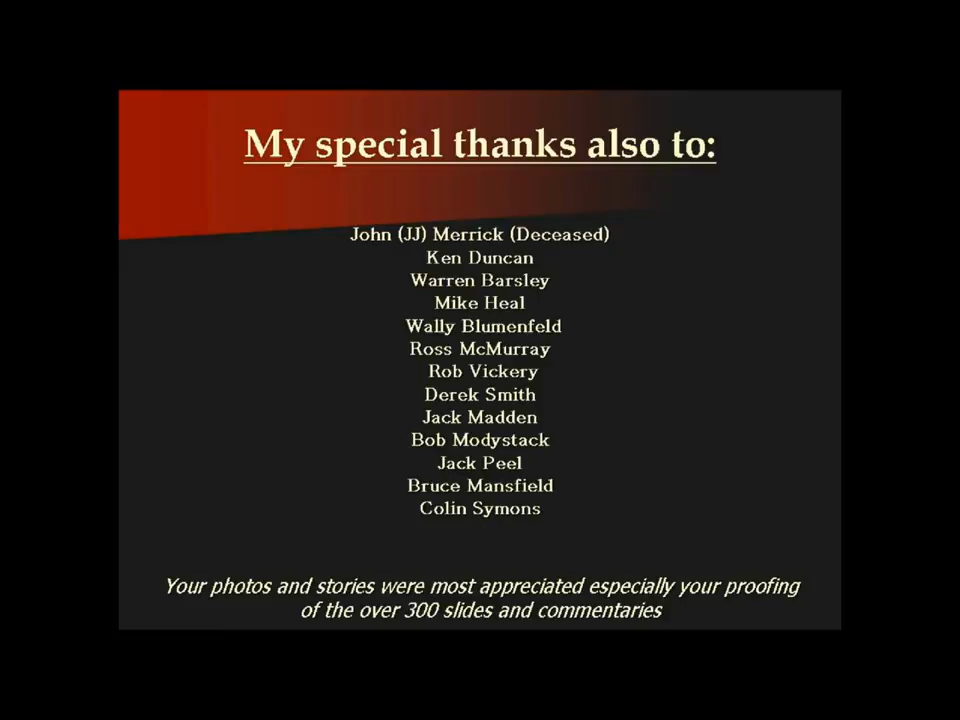 My special thanks also to:
John (JJ) Merrick (Deceased)
Ken Duncan
Warren Barsley
Mike Heal
Wally Blumenfeld
Ross McMurray
Rob Vickery
Derek Smith
Jack Madden
Bob Modystack
Jack Peel
Bruce Mansfield
Colin Symons
Your photos and stories were most appreciated especially your proofing
of the over 300 slides and commentaries